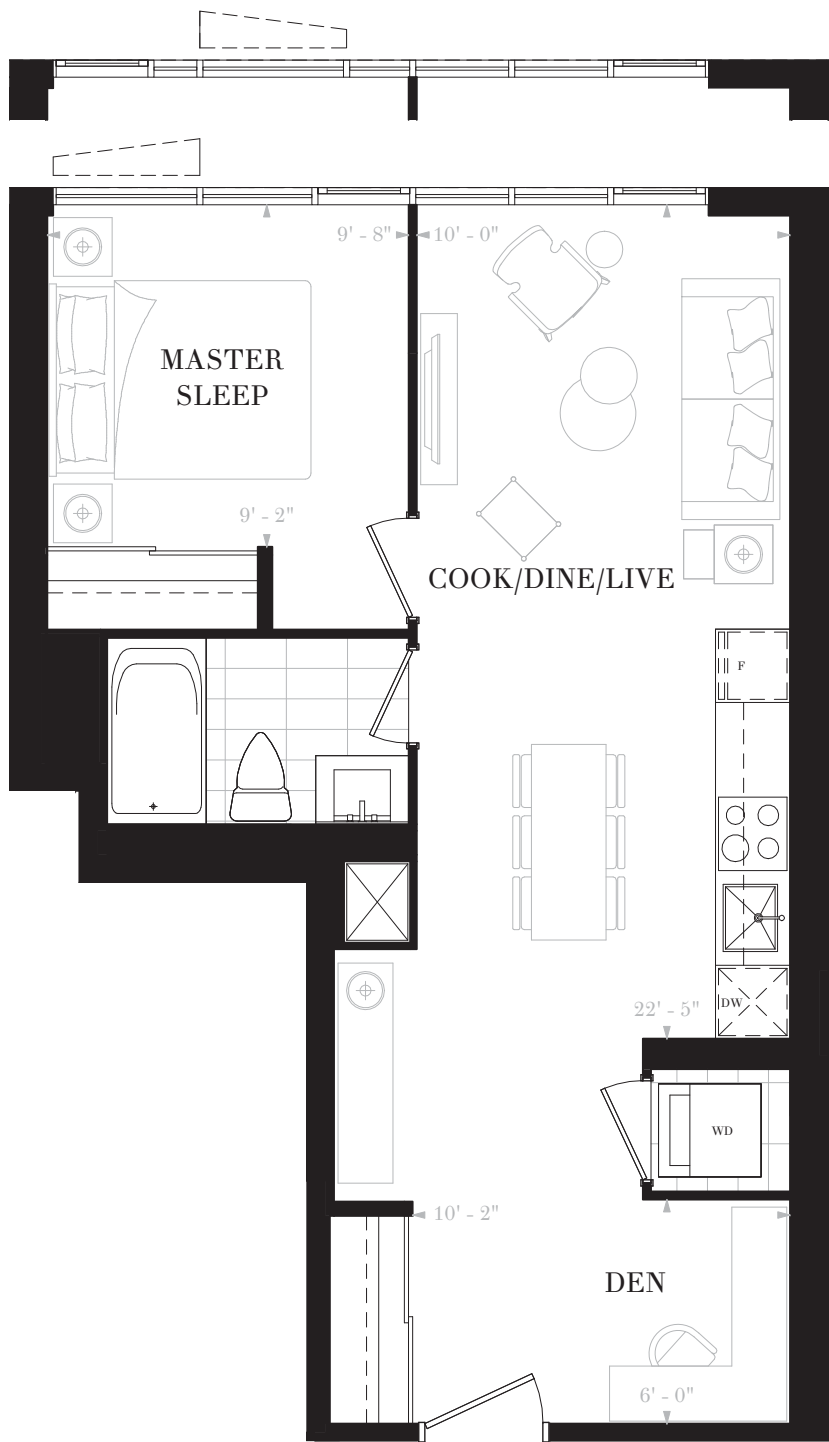 9' - 8"
10' - 0"
MASTER
SLEEP
9' - 2"
COOK/DINE/LIVE
F
22' - 5"
DW
WD
10' - 2"
DEN
6' - 0"